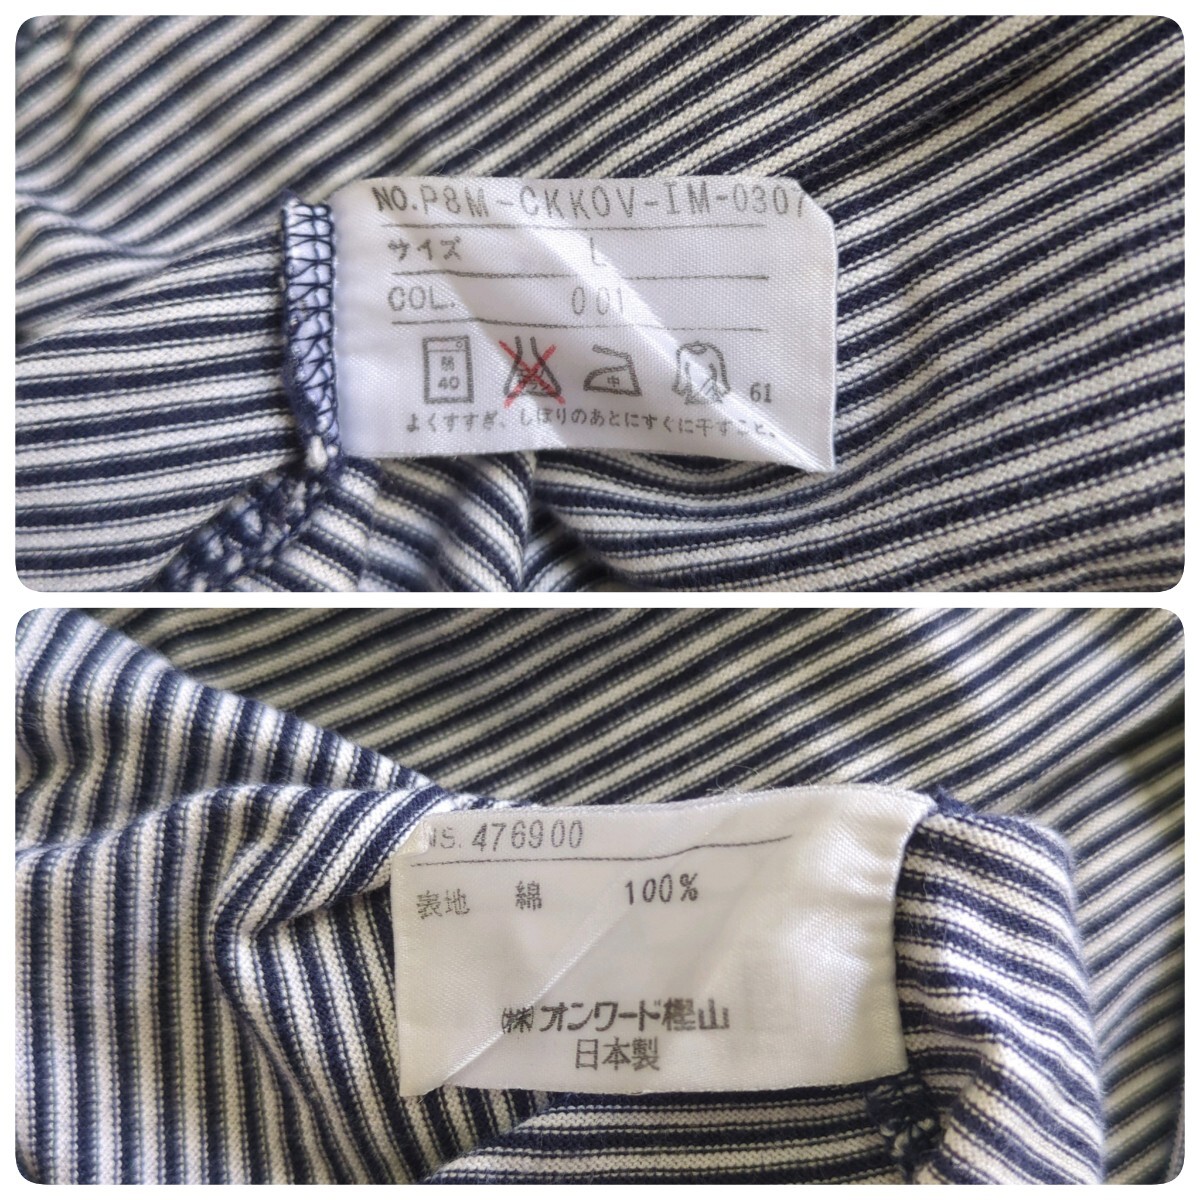 NO.P8M-CKKOV-IM-0307
サイズ L
COL. 001
弱
40
中
61
よくすすぎ、しぼりのあとにすぐに干すこと。
NS. 476900
表地 綿 100%
(株)オンワード樫山
日本製